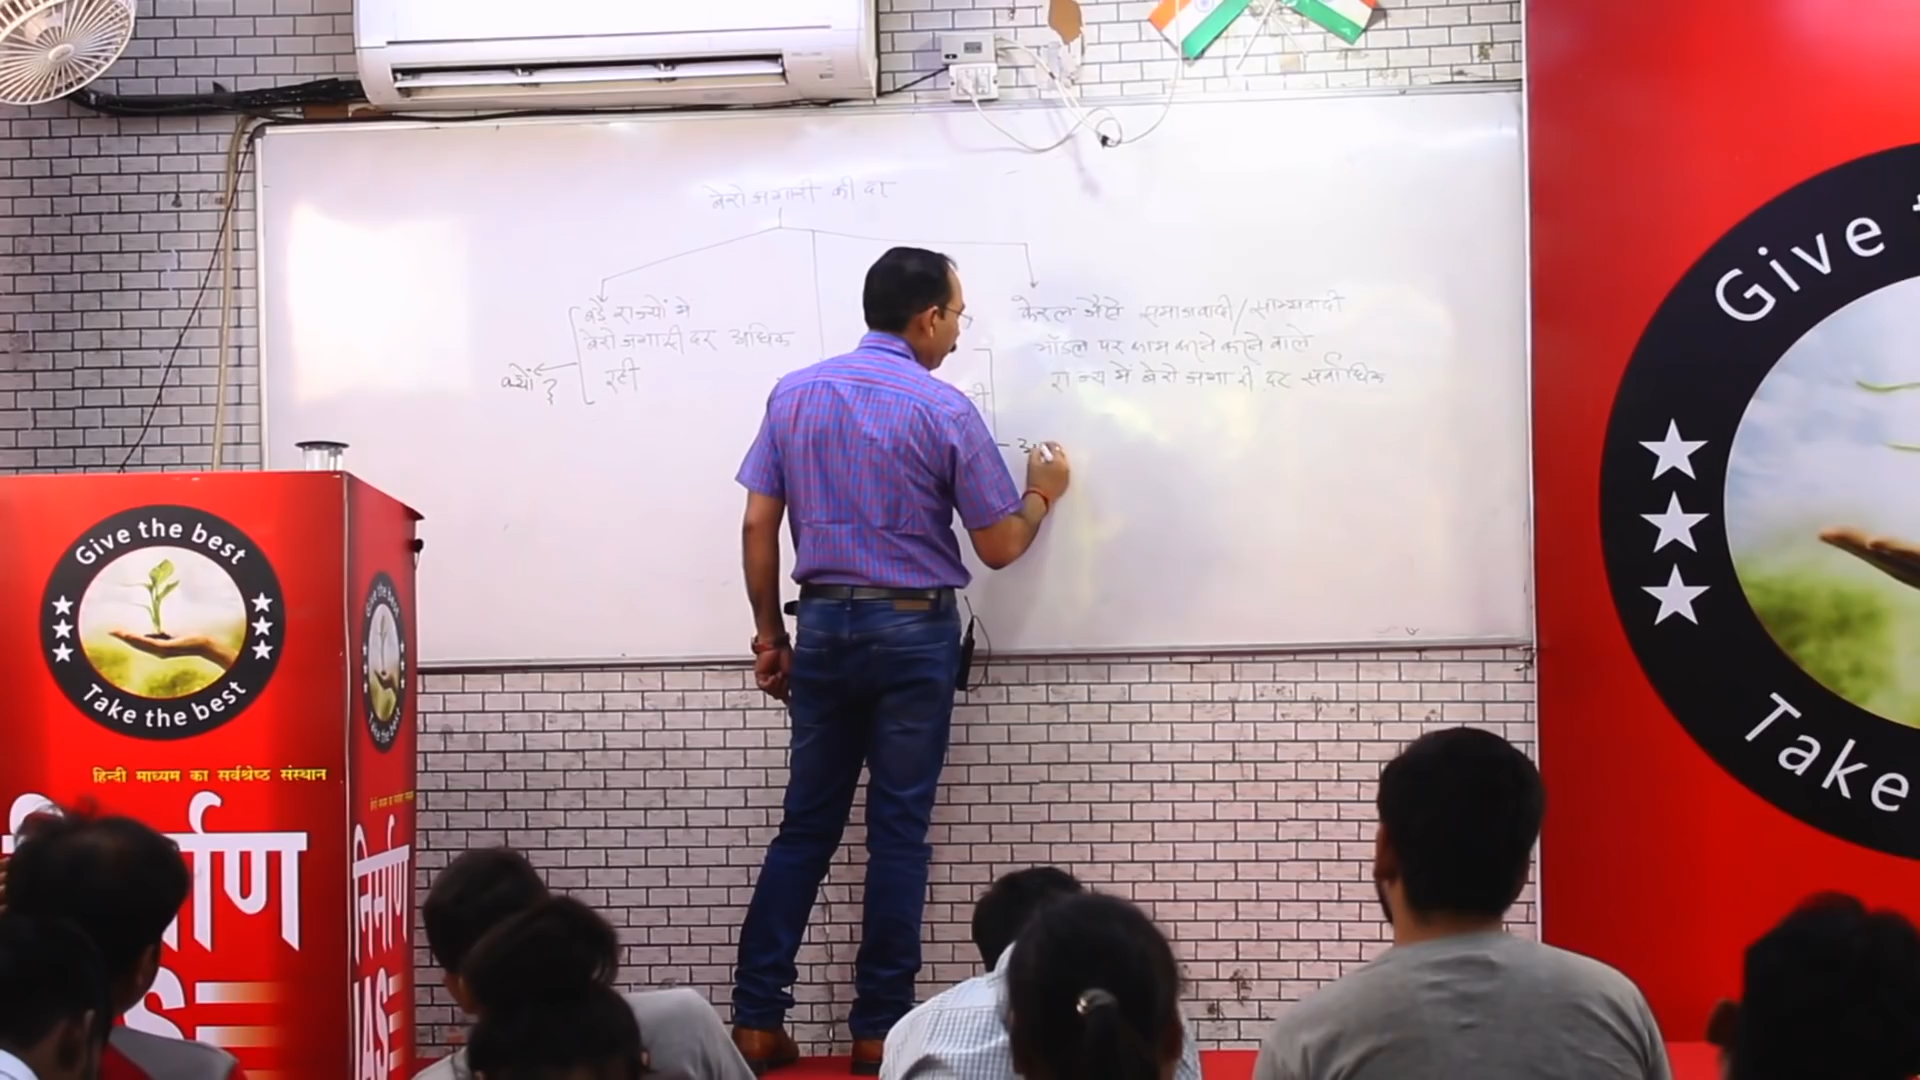 बेरोजगारी की दर
बड़े राज्यों मे
बेरोजगारी दर अधिक
रही
क्यों ?
केरल जैसे समाजवादी/साम्यवादी
मॉडल पर काम करने करने वाले
राज्य में बेरोजगारी दर सर्वाधिक
Give the best
Take the best
हिन्दी माध्यम का सर्वश्रेष्ठ संस्थान
निर्माण
IAS
Give
Take